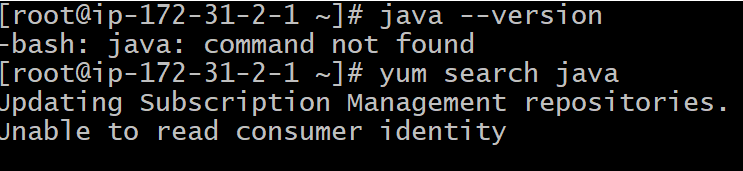 [root@ip-172-31-2-1 ~]# java --version
-bash: java: command not found
[root@ip-172-31-2-1 ~]# yum search java
Updating Subscription Management repositories.
Unable to read consumer identity